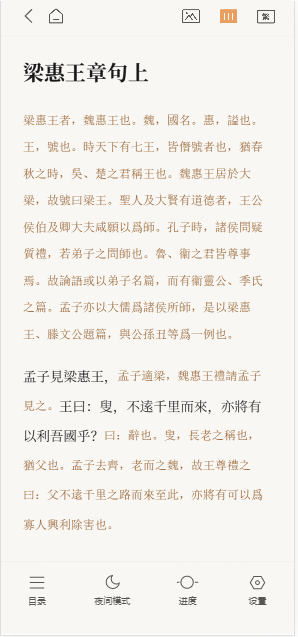 繁
梁惠王章句上
梁惠王者，魏惠王也。魏，國名。惠，謚也。
王，號也。時天下有七王，皆僭號者也，猶春
秋之時，吳、楚之君稱王也。魏惠王居於大
梁，故號曰梁王。聖人及大賢有道德者，王公
侯伯及卿大夫咸願以爲師。孔子時，諸侯問疑
質禮，若弟子之問師也。魯、衞之君皆尊事
焉。故論語或以弟子名篇，而有衞靈公、季氏
之篇。孟子亦以大儒爲諸侯所師，是以梁惠
王、滕文公題篇，與公孫丑等爲一例也。
孟子見梁惠王，孟子適梁，魏惠王禮請孟子
見之。王曰：叟，不遠千里而來，亦將有
以利吾國乎？曰：辭也。叟，長老之稱也，
猶父也。孟子去齊，老而之魏，故王尊禮之
曰：父不遠千里之路而來至此，亦將有可以爲
寡人興利除害也。
目录 夜间模式 进度 设置